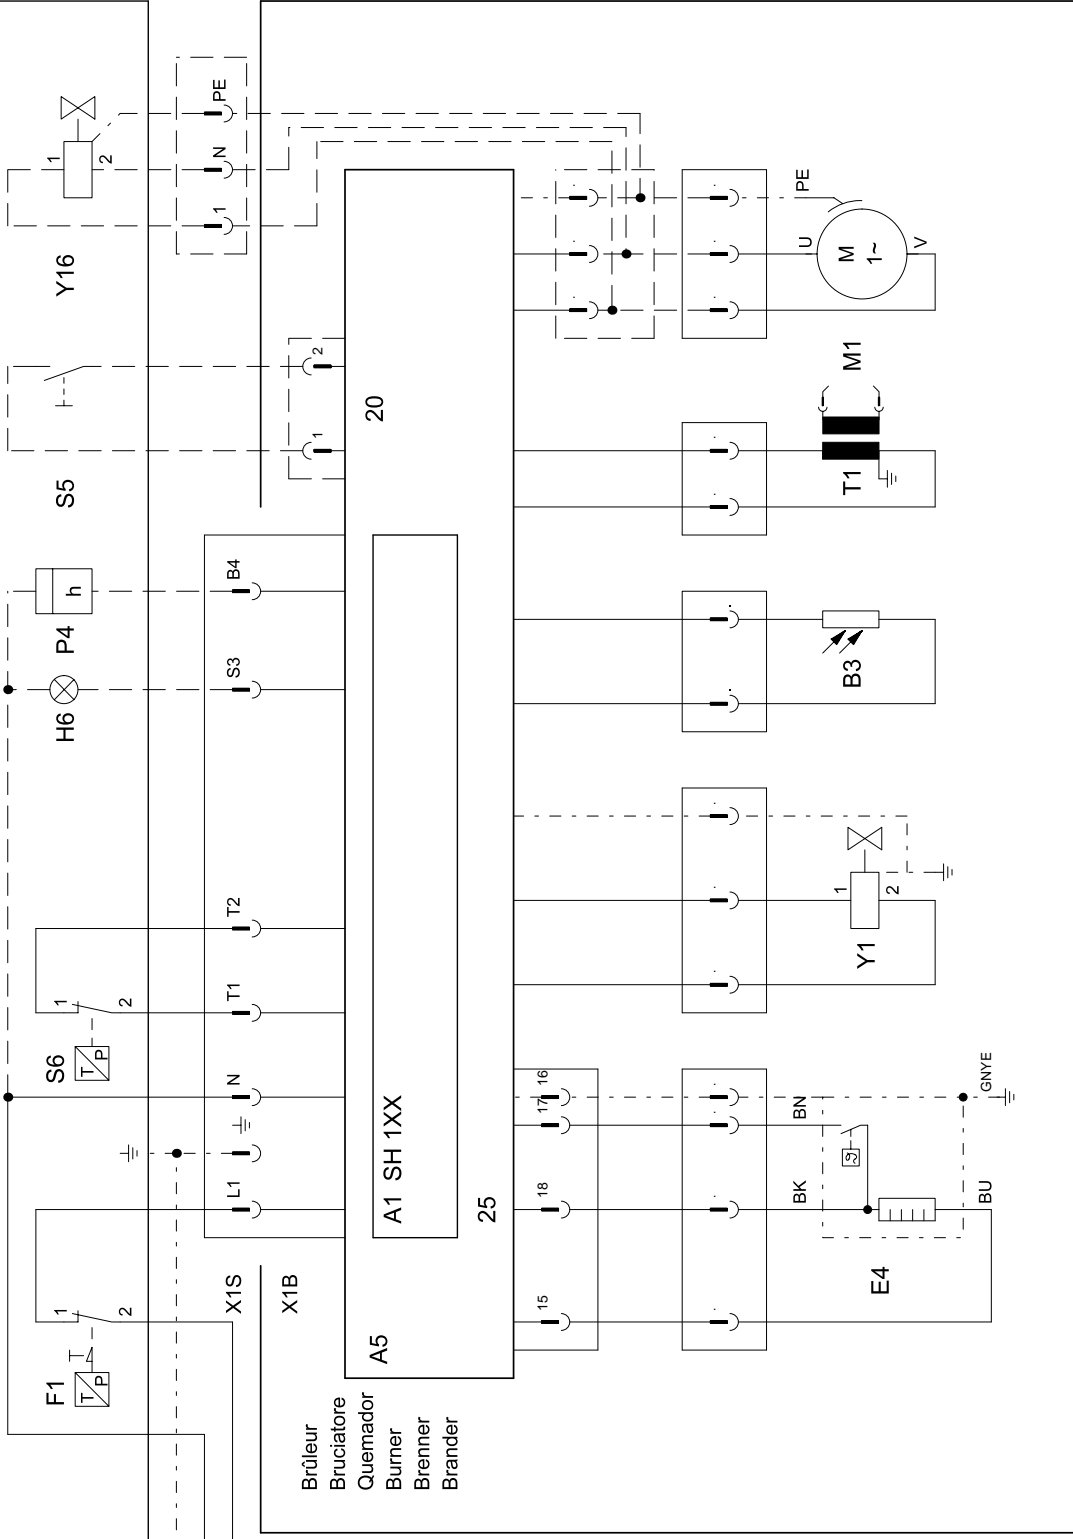 Y16
1
2
PE
N
1
S5
2
1
P4
h
H6
B4
S3
S6
1
2
T
P
T2
T1
N
L1
F1
1
2
T
P
X1S
X1B
20
A1 SH 1XX
25
A5
PE
U
V
M
1~
M1
T1
B3
Y1
1
2
16
17
18
15
BN
BK
BU
GNYE
E4
Brûleur
Bruciatore
Quemador
Burner
Brenner
Brander